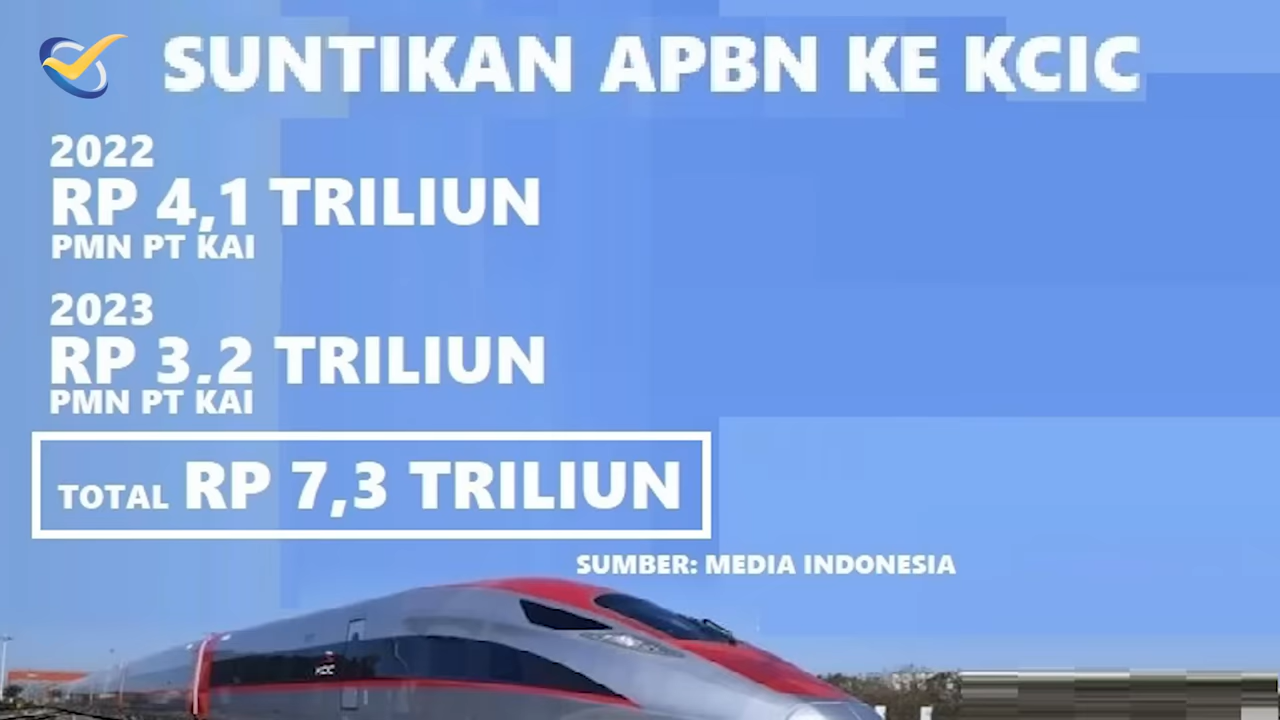 SUNTIKAN APBN KE KCIC
2022
RP 4,1 TRILIUN
PMN PT KAI
2023
RP 3,2 TRILIUN
PMN PT KAI
TOTAL RP 7,3 TRILIUN
SUMBER: MEDIA INDONESIA
KCIC